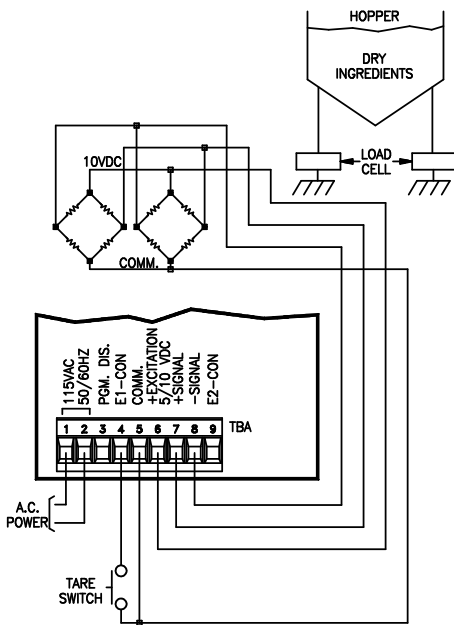 HOPPER
DRY
INGREDIENTS
LOAD
CELL
10VDC
COMM.
115VAC
50/60HZ
PGM. DIS.
E1-CON
COMM.
+EXCITATION
5/10 VDC
+SIGNAL
-SIGNAL
E2-CON
1 2 3 4 5 6 7 8 9
TBA
A.C.
POWER
TARE
SWITCH